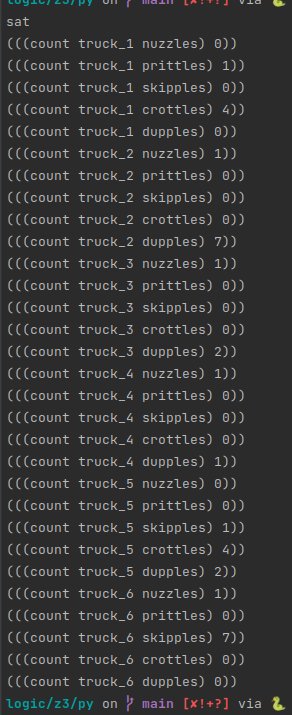 logic/z3/py on main [✘!+?] via
sat
(((count truck_1 nuzzles) 0))
(((count truck_1 prittles) 1))
(((count truck_1 skipples) 0))
(((count truck_1 crottles) 4))
(((count truck_1 dupples) 0))
(((count truck_2 nuzzles) 1))
(((count truck_2 prittles) 0))
(((count truck_2 skipples) 0))
(((count truck_2 crottles) 0))
(((count truck_2 dupples) 7))
(((count truck_3 nuzzles) 1))
(((count truck_3 prittles) 0))
(((count truck_3 skipples) 0))
(((count truck_3 crottles) 0))
(((count truck_3 dupples) 2))
(((count truck_4 nuzzles) 1))
(((count truck_4 prittles) 0))
(((count truck_4 skipples) 0))
(((count truck_4 crottles) 0))
(((count truck_4 dupples) 1))
(((count truck_5 nuzzles) 0))
(((count truck_5 prittles) 0))
(((count truck_5 skipples) 1))
(((count truck_5 crottles) 4))
(((count truck_5 dupples) 2))
(((count truck_6 nuzzles) 1))
(((count truck_6 prittles) 0))
(((count truck_6 skipples) 7))
(((count truck_6 crottles) 0))
(((count truck_6 dupples) 0))
logic/z3/py on main [✘!+?] via